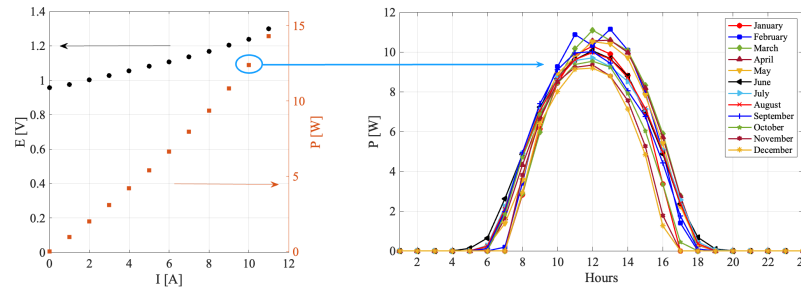 1.4
1.2
1
0.8
0.6
0.4
0.2
0
E [V]
0 2 4 6 8 10 12
I [A]
15
10
5
0
P [W]
12
10
8
6
4
2
0
P [W]
2 4 6 8 10 12 14 16 18 20 22 24
Hours
January
February
March
April
May
June
July
August
September
October
November
December